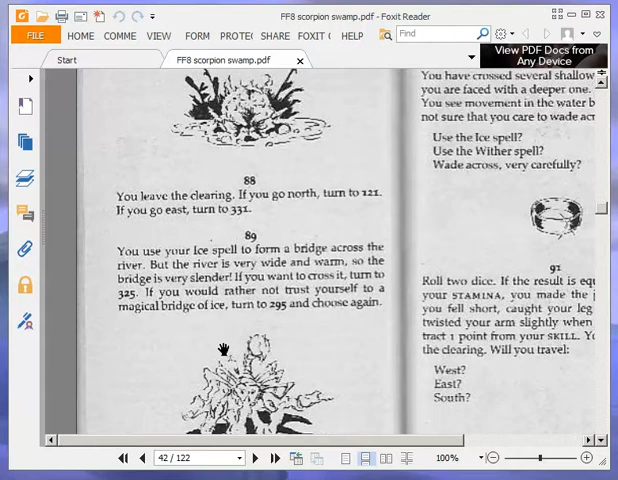 FF8 scorpion swamp.pdf - Foxit Reader
FILE HOME COMME VIEW FORM PROTE SHARE FOXIT HELP Find
Start FF8 scorpion swamp.pdf
View PDF Docs from
Any Device
88
You leave the clearing. If you go north, turn to 121.
If you go east, turn to 331.
89
You use your Ice spell to form a bridge across the
river. But the river is very wide and warm, so the
bridge is very slender! If you want to cross it, turn to
325. If you would rather not trust yourself to a
magical bridge of ice, turn to 295 and choose again.
You have crossed several shallow
you are faced with a deeper one.
You see movement in the water b
not sure that you care to wade acr
Use the Ice spell?
Use the Wither spell?
Wade across, very carefully?
91
Roll two dice. If the result is equ
your STAMINA, you made the
you fell short, caught your leg
twisted your arm slightly when
tract 1 point from your SKILL. Yo
the clearing. Will you travel:
West?
East?
South?
42 / 122
100%